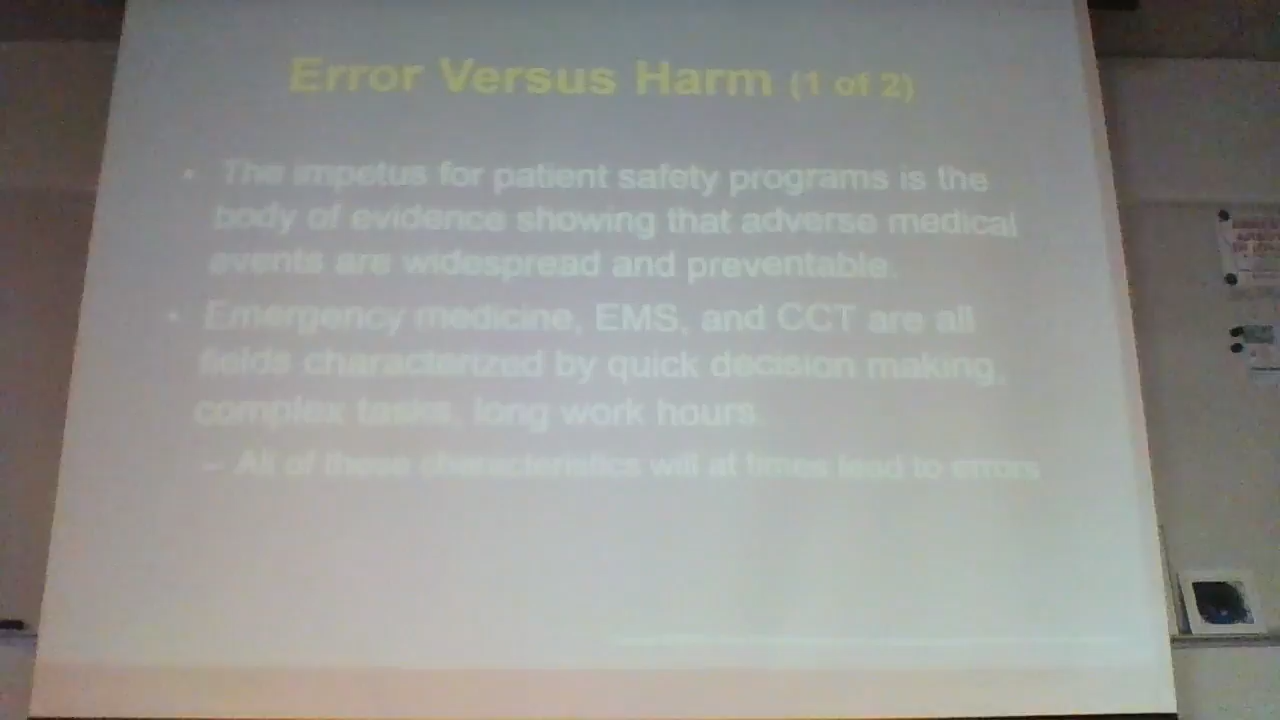 Error Versus Harm (1 of 2)
• The impetus for patient safety programs is the
body of evidence showing that adverse medical
events are widespread and preventable.
• Emergency medicine, EMS, and CCT are all
fields characterized by quick decision making,
complex tasks, long work hours.
– All of these characteristics will at times lead to errors